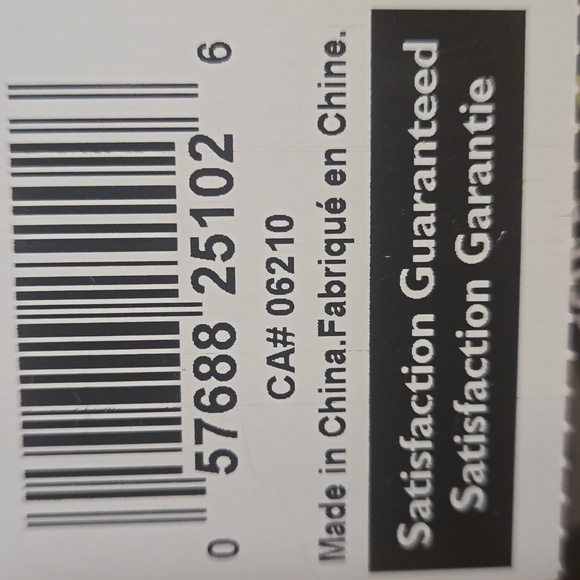 0 57688 25102 6
CA# 06210
Made in China.Fabriqué en Chine.
Satisfaction Guaranteed
Satisfaction Garantie